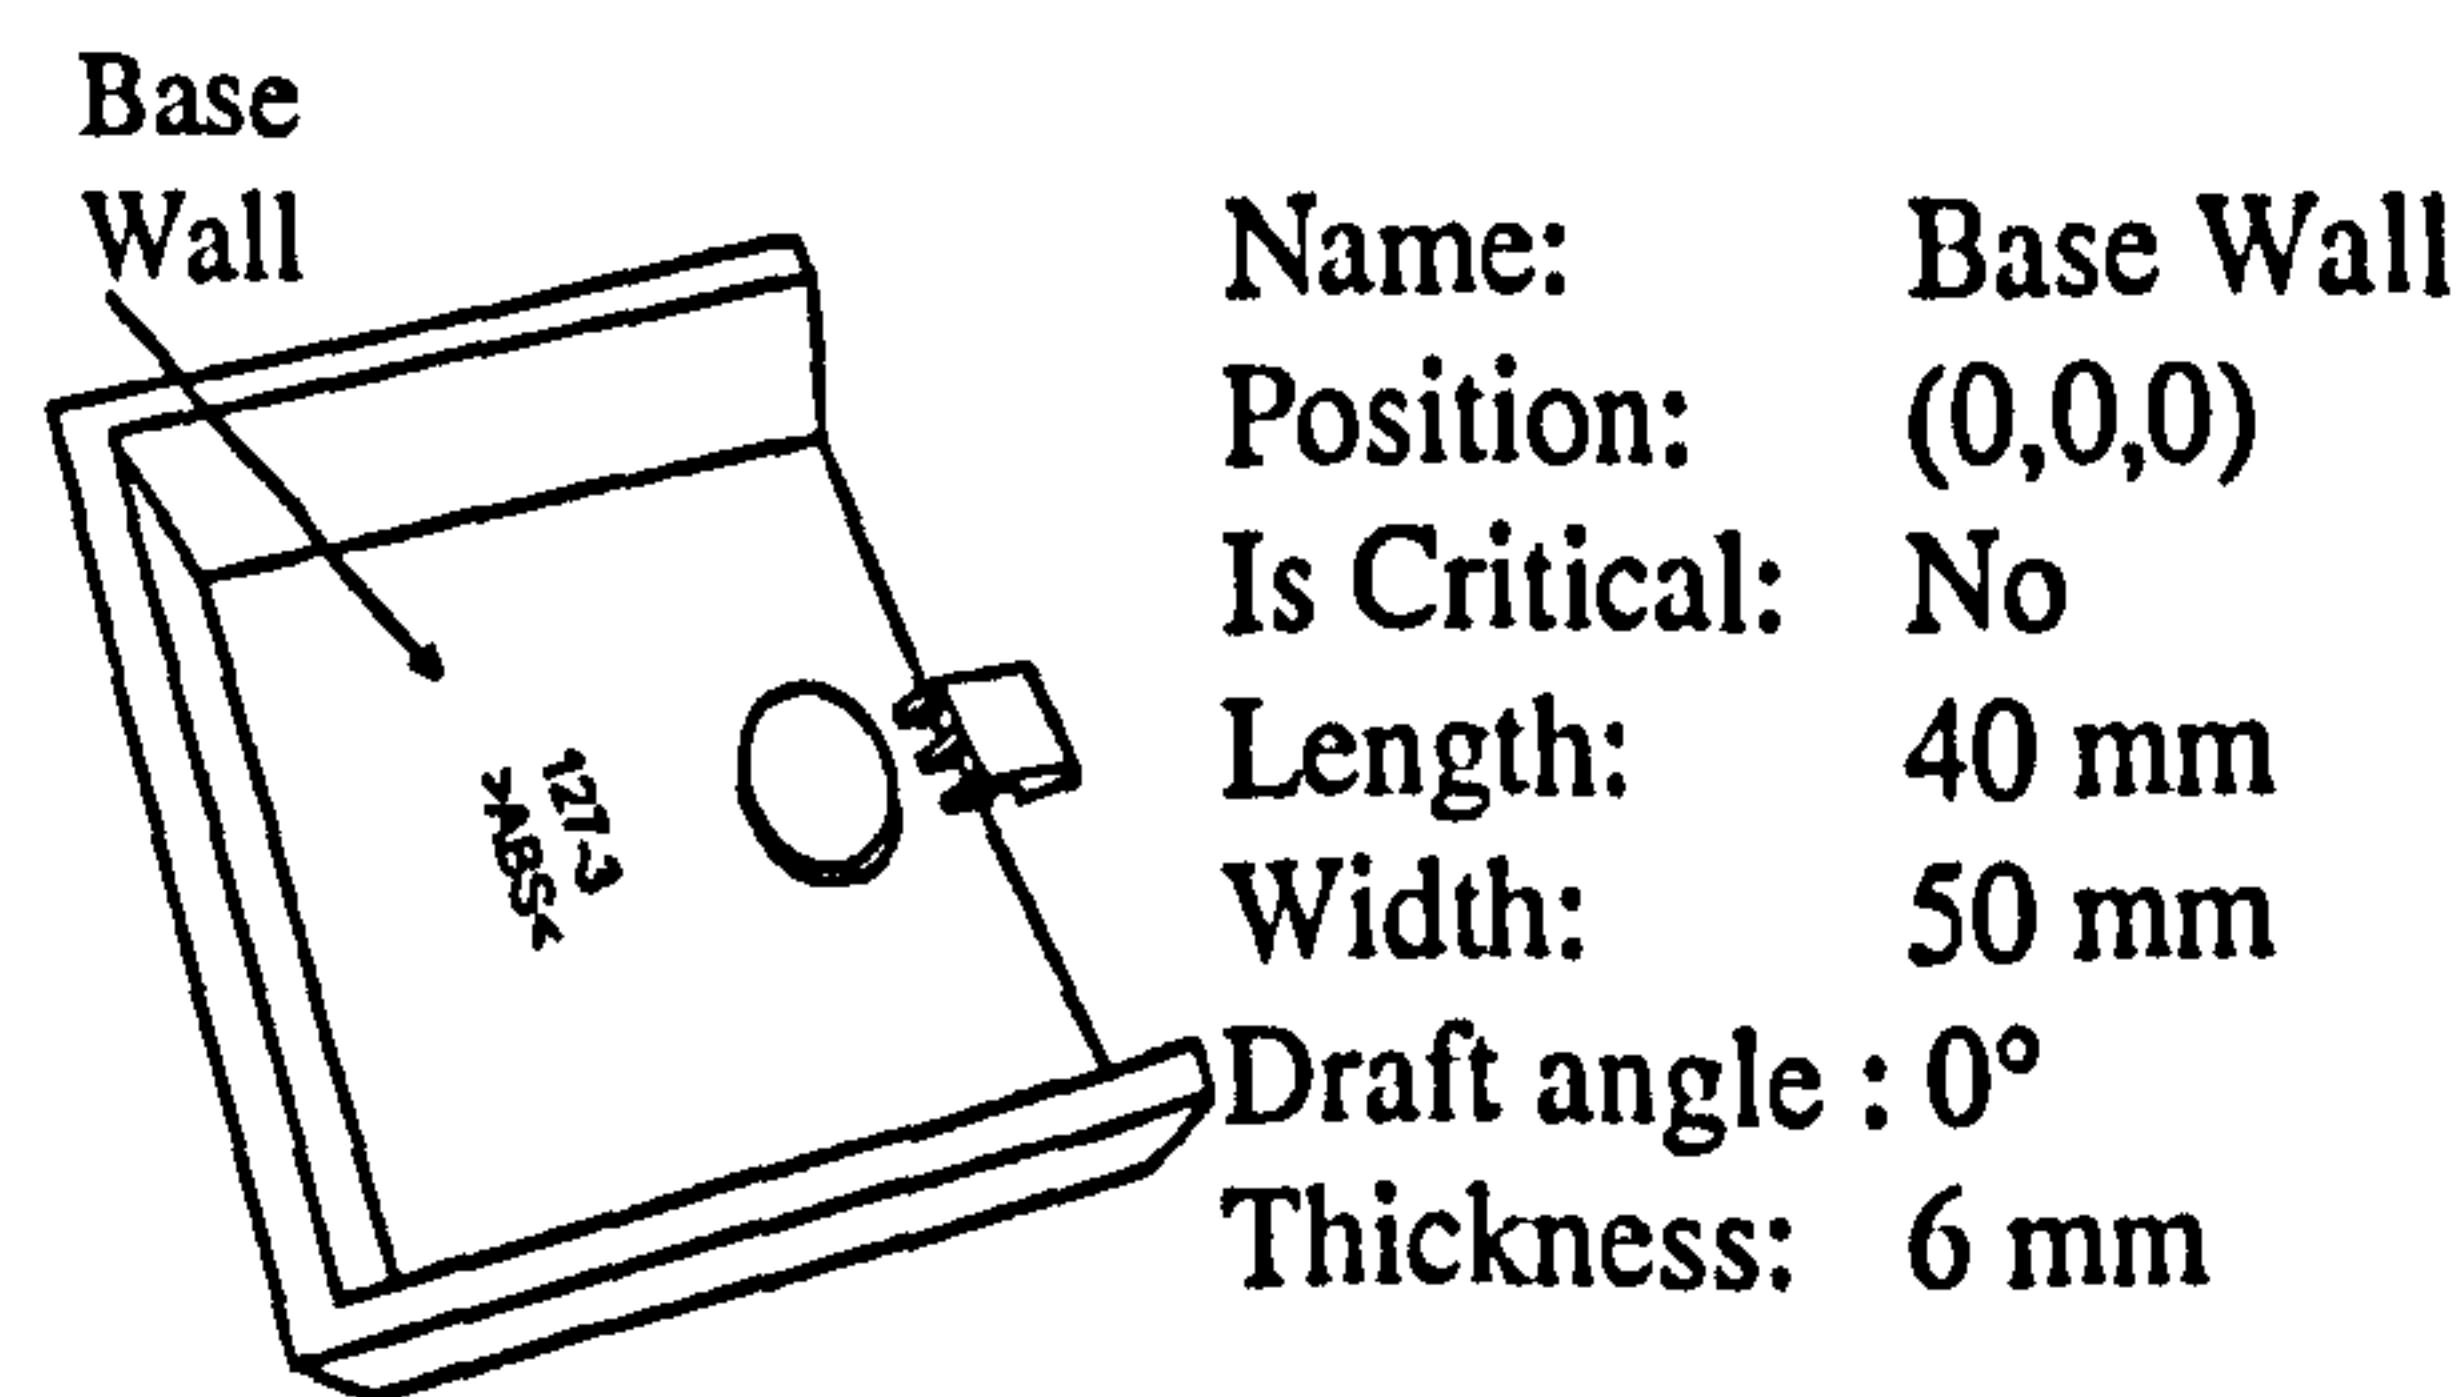 Base
Wall
Name: Base Wall
Position: (0,0,0)
Is Critical: No
Length: 40 mm
Width: 50 mm
Draft angle : 0°
Thickness: 6 mm
>ABS<